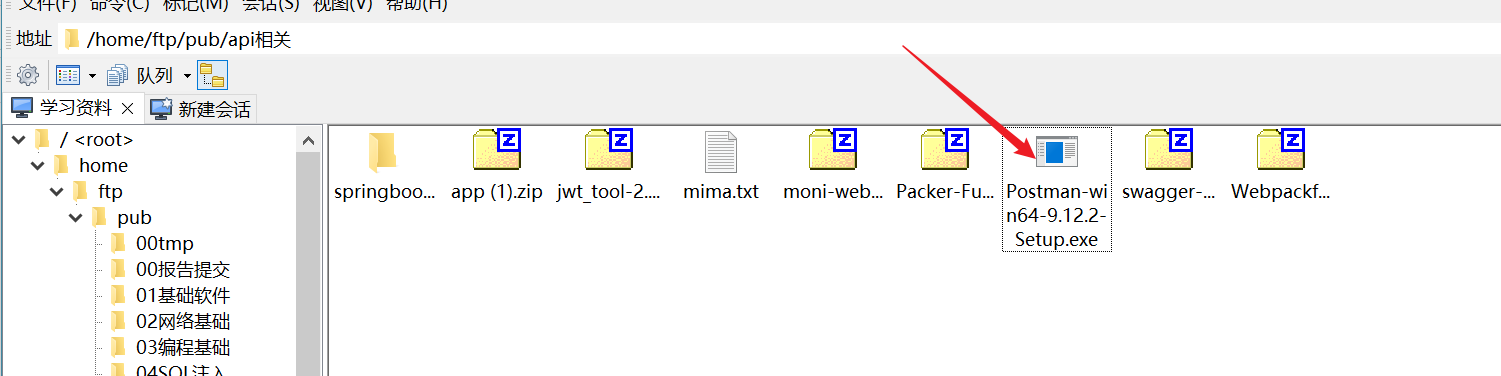 文件(F) 命令(C) 标记(M) 会话(S) 视图(V) 帮助(H)
地址 /home/ftp/pub/api相关
队列
学习资料 新建会话
/ <root>
home
ftp
pub
00tmp
00报告提交
01基础软件
02网络基础
03编程基础
04SQL注入
springboo... app (1).zip jwt_tool-2.... mima.txt moni-web... Packer-Fu... Postman-wi swagger-... Webpackf...
n64-9.12.2-
Setup.exe